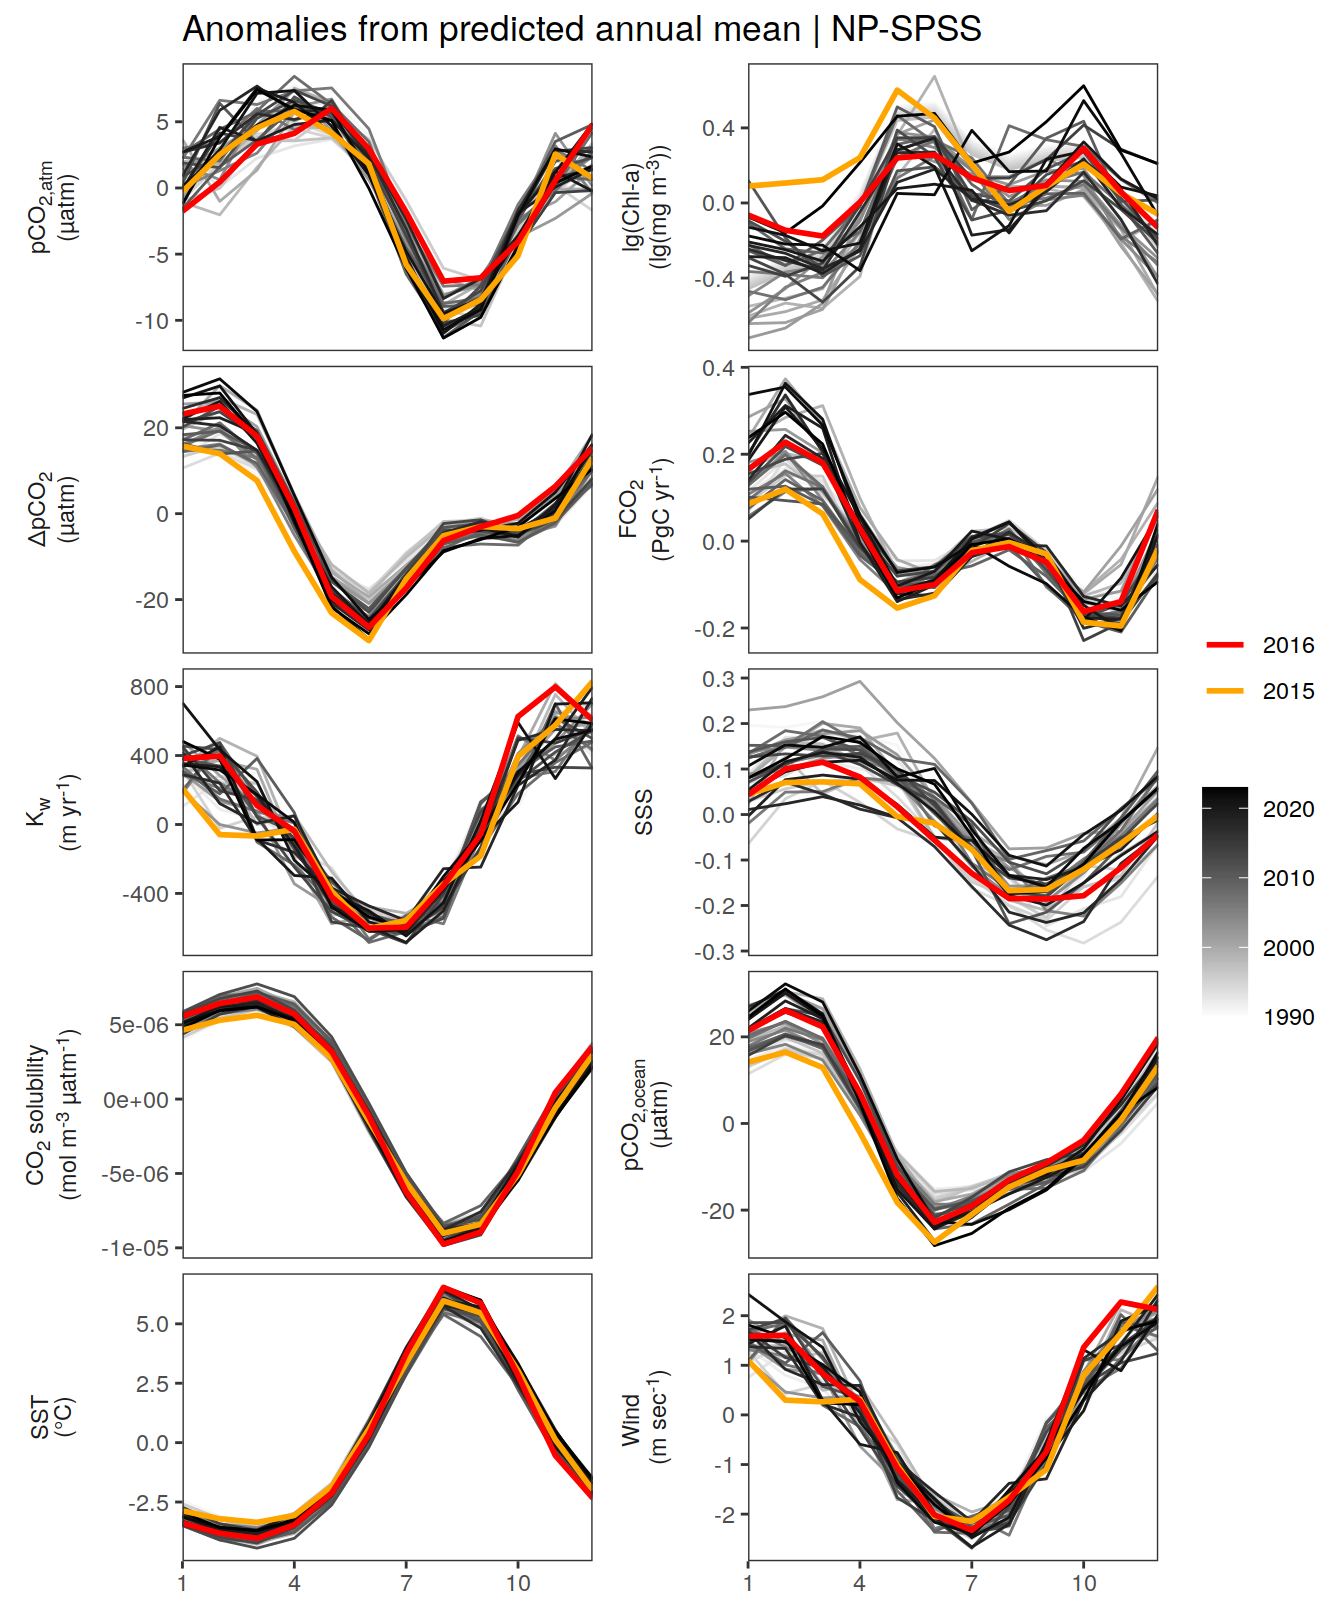 Anomalies from predicted annual mean | NP-SPSS
pCO2,atm
(µatm)
5
0
-5
-10
lg(Chl-a)
(lg(mg m-3))
0.4
0.0
-0.4
ΔpCO2
(µatm)
20
0
-20
FCO2
(PgC yr-1)
0.4
0.2
0.0
-0.2
Kw
(m yr-1)
800
400
0
-400
SSS
0.3
0.2
0.1
0.0
-0.1
-0.2
-0.3
CO2 solubility
(mol m-3 µatm-1)
5e-06
0e+00
-5e-06
-1e-05
pCO2,ocean
(µatm)
20
0
-20
SST
(°C)
5.0
2.5
0.0
-2.5
1 4 7 10
Wind
(m sec-1)
2
1
0
-1
-2
1 4 7 10
2016
2015
2020
2010
2000
1990